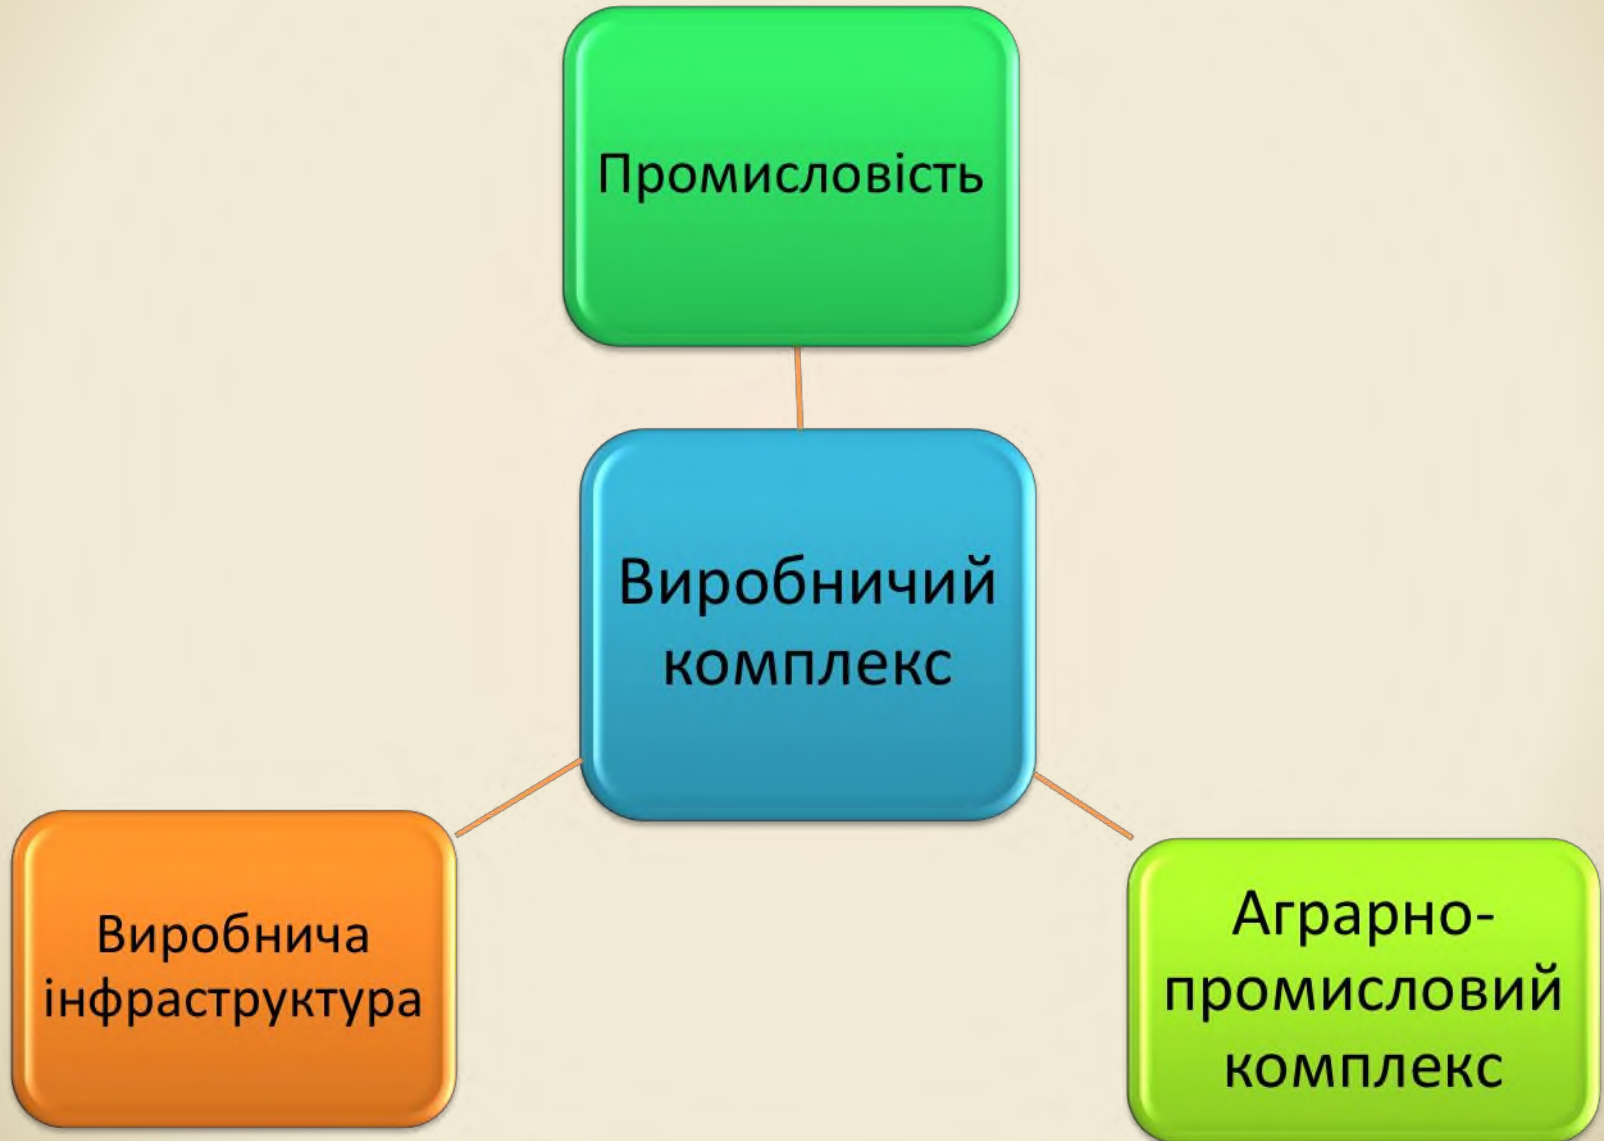 Промисловість
Виробничий
комплекс
Виробнича
інфраструктура
Аграрно-
промисловий
комплекс